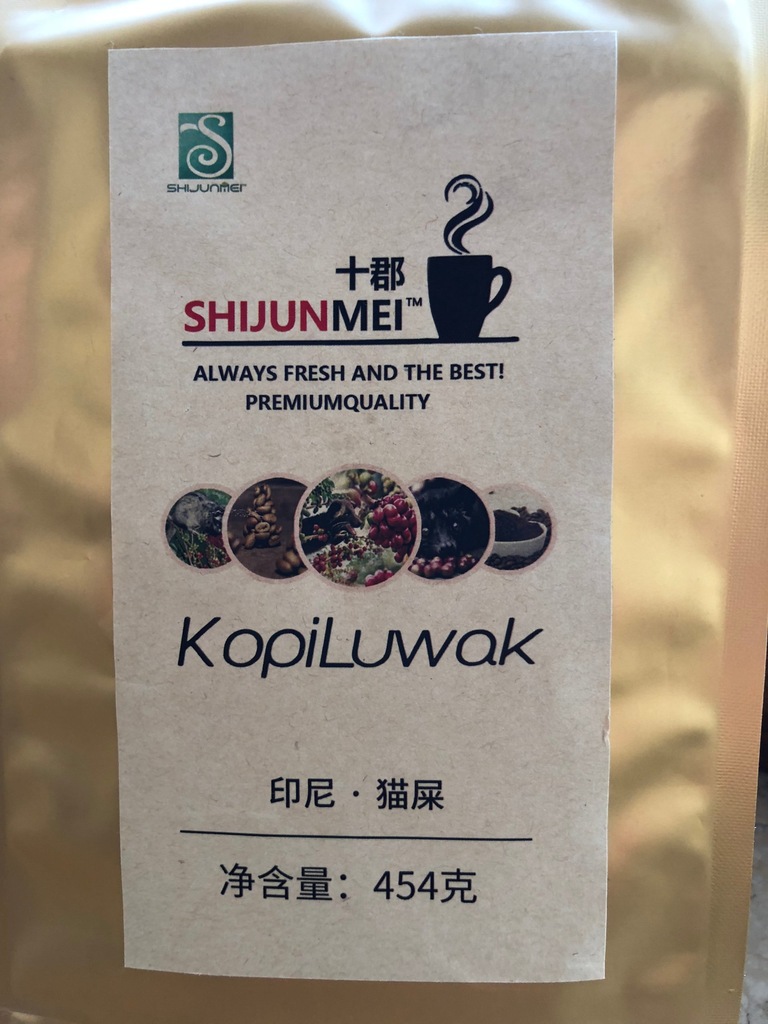 SHIJUNMEI
十郡
SHIJUNMEI™
ALWAYS FRESH AND THE BEST!
PREMIUMQUALITY
KopiLuwak
印尼·猫屎
净含量：454克